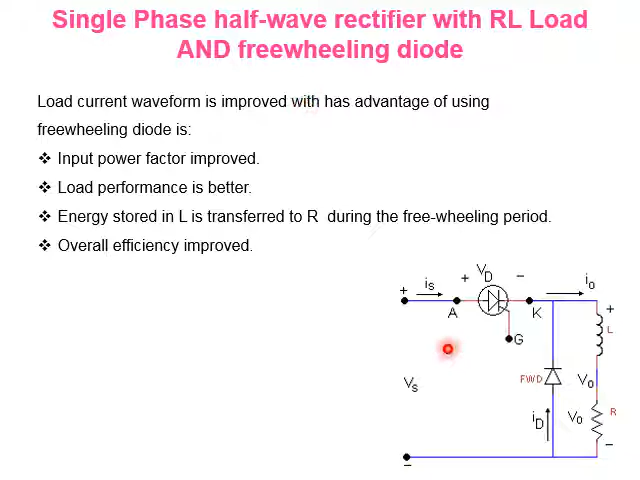 Single Phase half-wave rectifier with RL Load
AND freewheeling diode
Load current waveform is improved with has advantage of using
freewheeling diode is:
❖ Input power factor improved.
❖ Load performance is better.
❖ Energy stored in L is transferred to R during the free-wheeling period.
❖ Overall efficiency improved.
+ iS + VD − iO
A K + L
G
FWD VO
VS
iD VO R
−
−